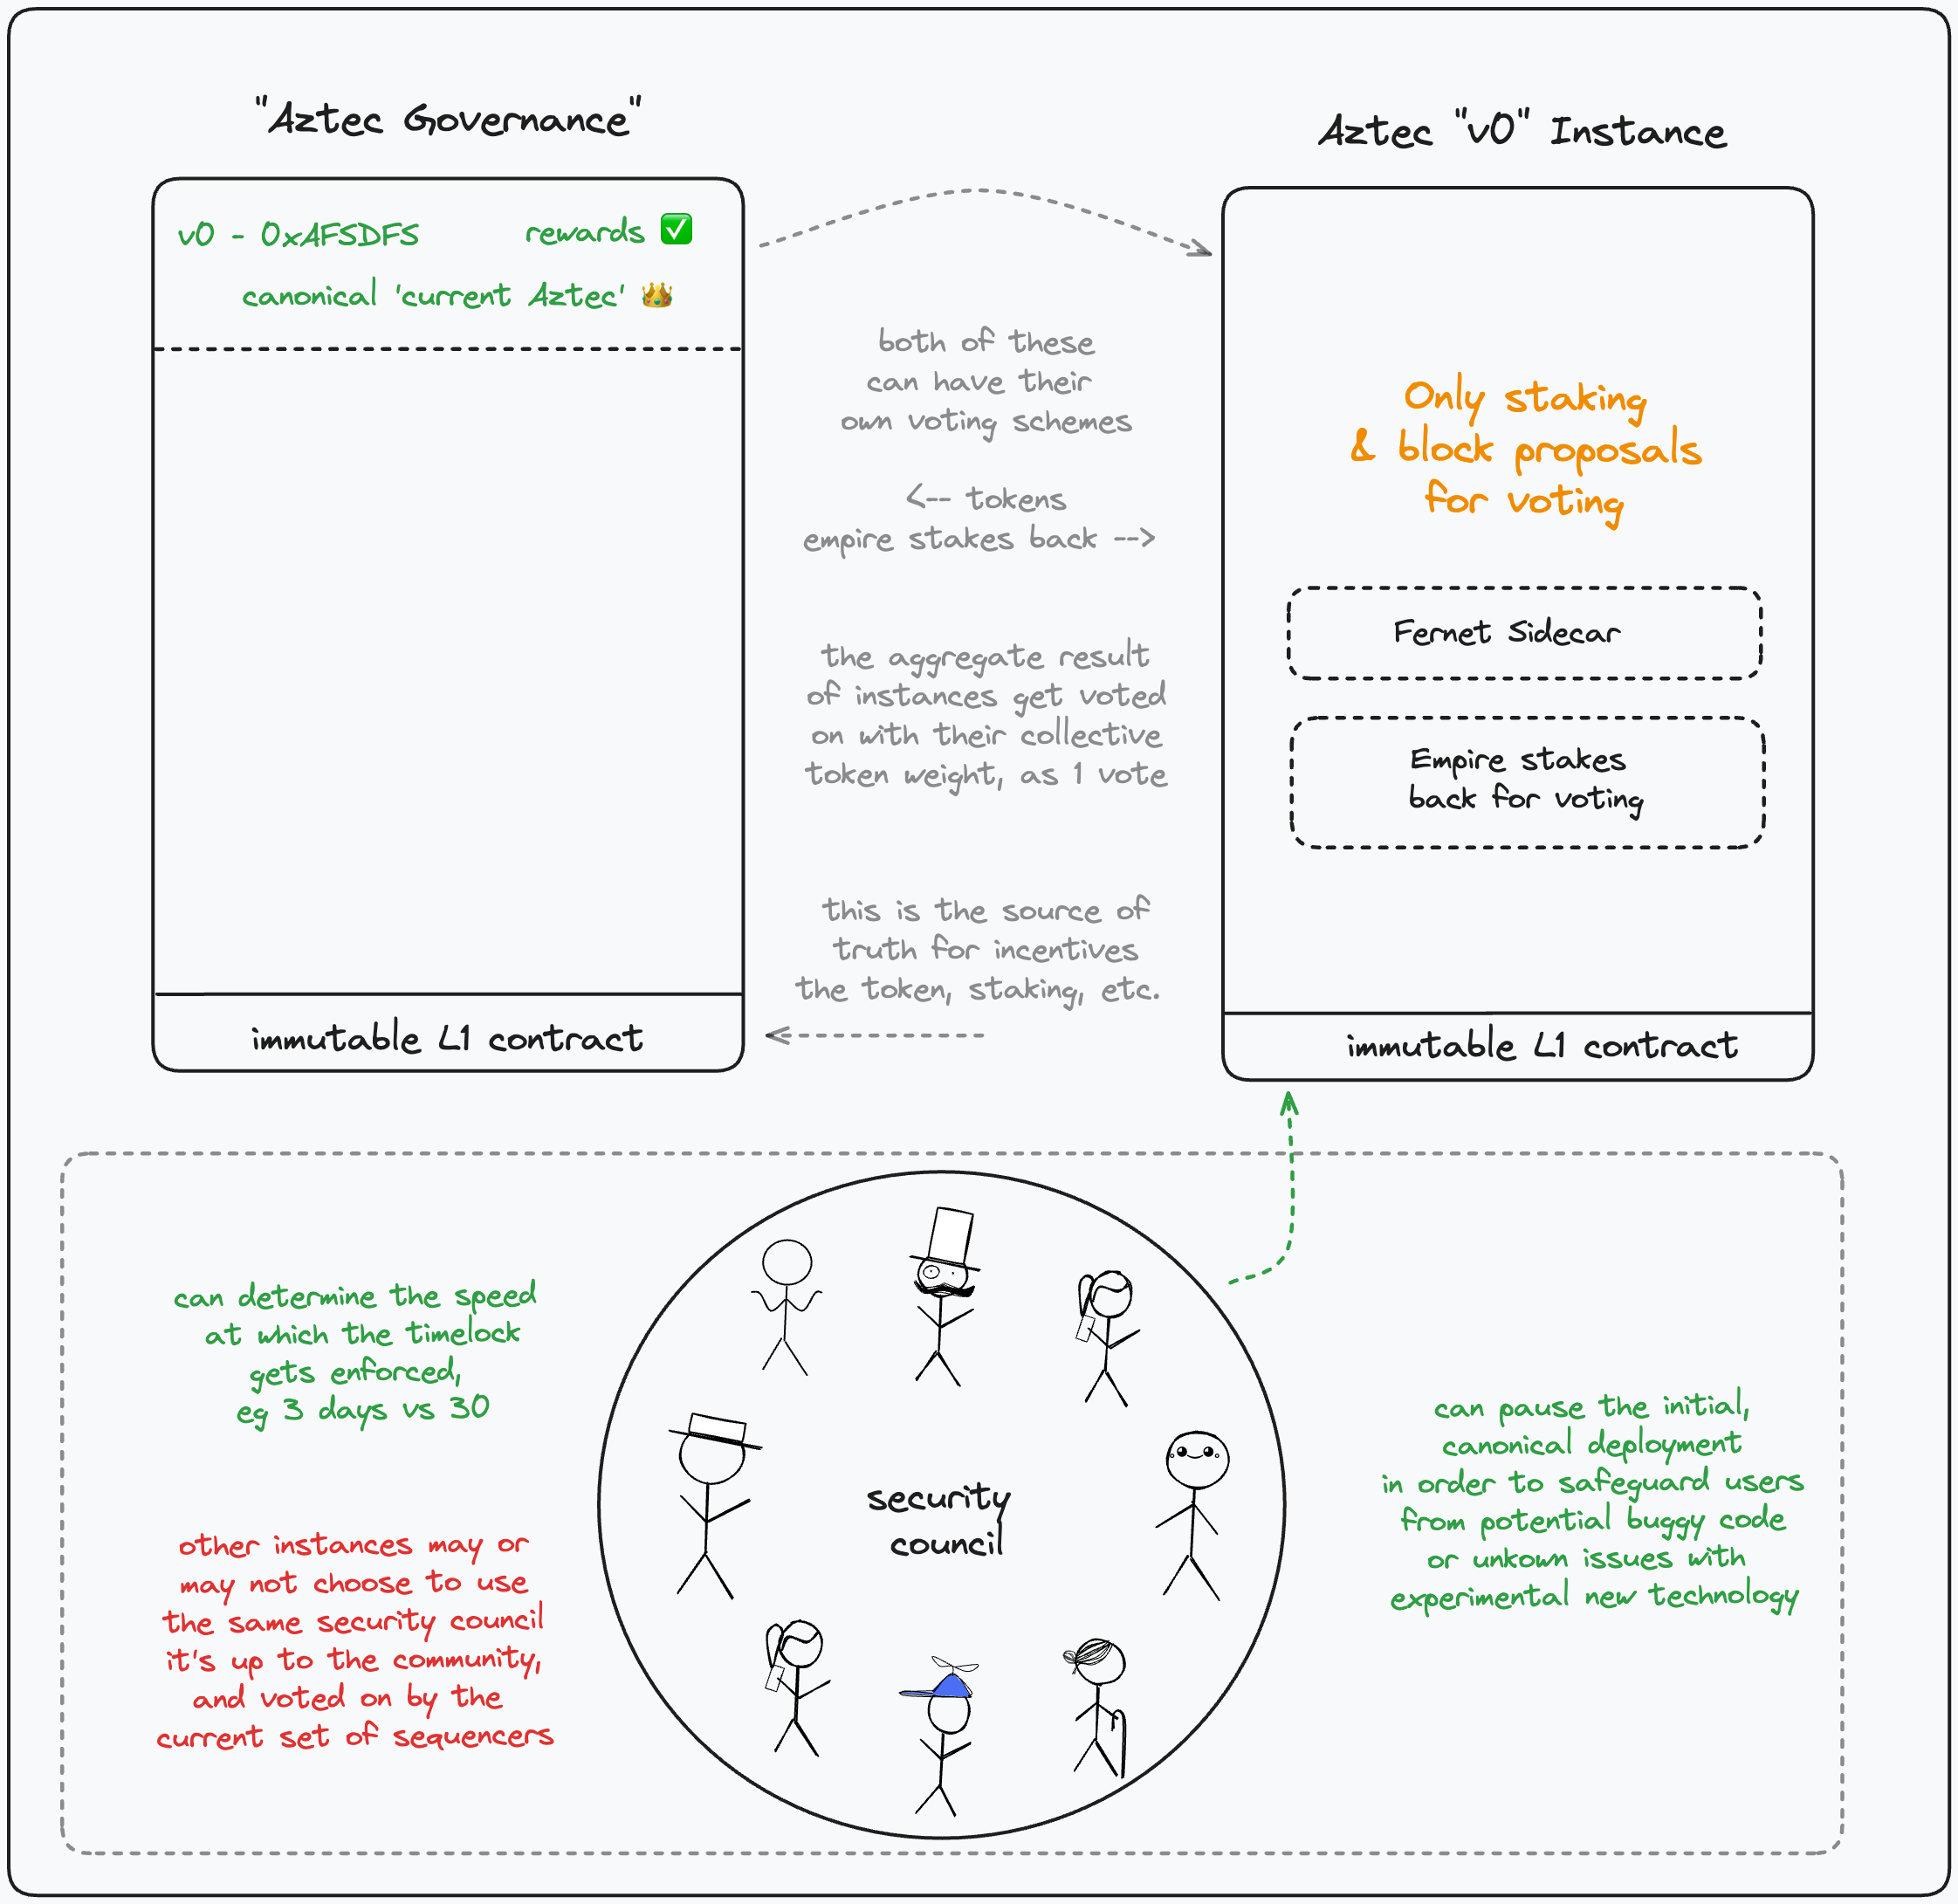 "Aztec Governance"
v0 - 0xAFSDFS
rewards ✅
canonical 'current Aztec' 👑
immutable L1 contract
both of these
can have their
own voting schemes
<-- tokens
empire stakes back -->
the aggregate result
of instances get voted
on with their collective
token weight, as 1 vote
this is the source of
truth for incentives
the token, staking, etc.
Aztec "v0" Instance
Only staking
& block proposals
for voting
Fernet Sidecar
Empire stakes
back for voting
immutable L1 contract
can determine the speed
at which the timelock
gets enforced,
eg 3 days vs 30
other instances may or
may not choose to use
the same security council
it's up to the community,
and voted on by the
current set of sequencers
security
council
can pause the initial,
canonical deployment
in order to safeguard users
from potential buggy code
or unkown issues with
experimental new technology